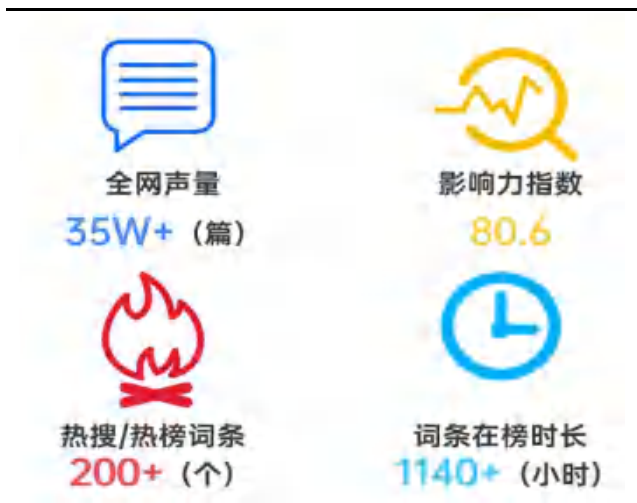 全网声量
35W+（篇）
影响力指数
80.6
热搜/热榜词条
200+（个）
词条在榜时长
1140+（小时）